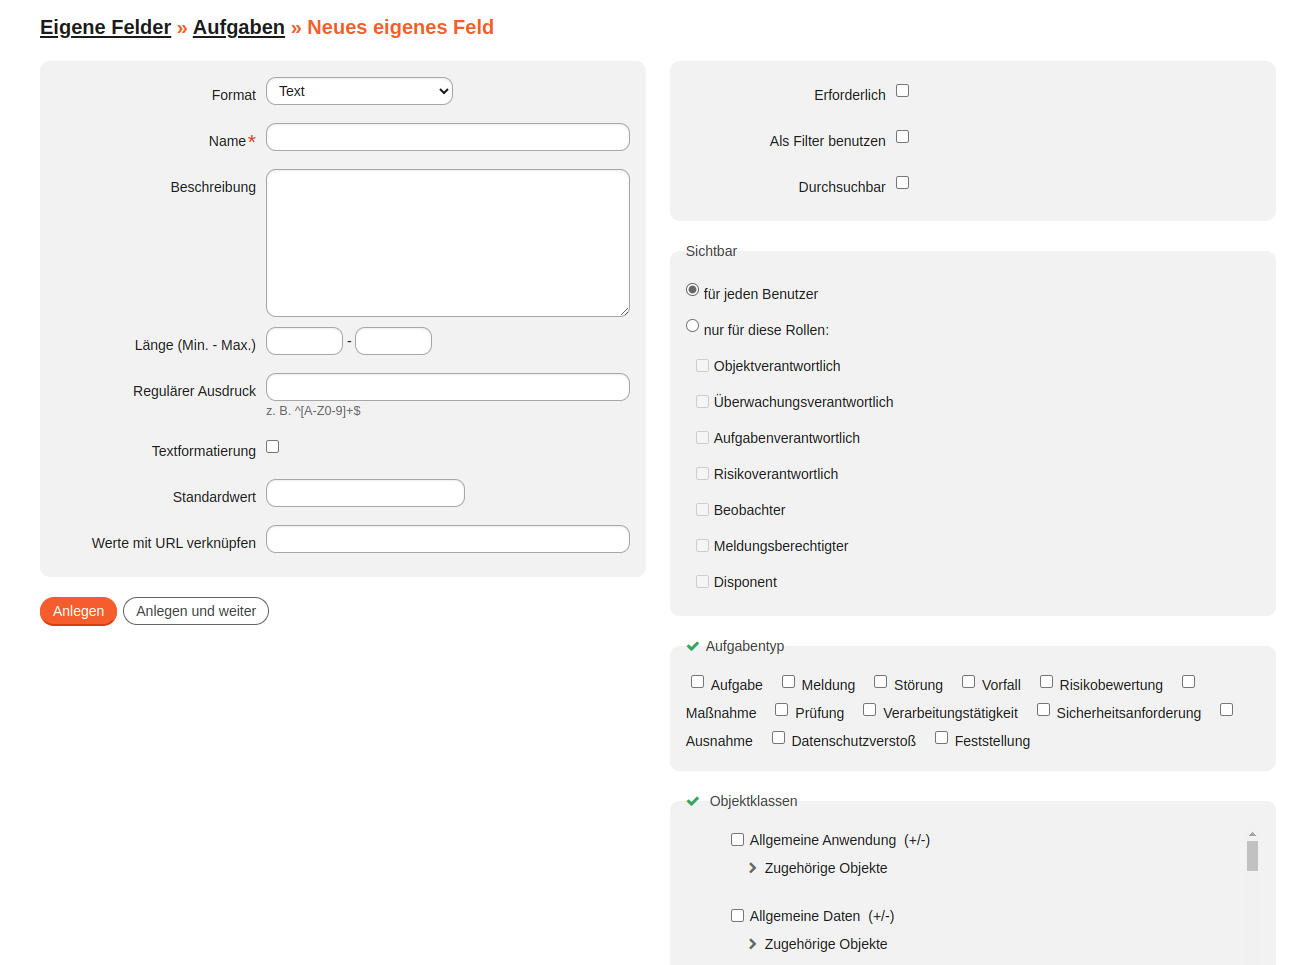 Eigene Felder » Aufgaben » Neues eigenes Feld
Format Text
Name*
Beschreibung
Länge (Min. - Max.) -
Regulärer Ausdruck
z. B. ^[A-Z0-9]+$
Textformatierung
Standardwert
Werte mit URL verknüpfen
Anlegen Anlegen und weiter
Erforderlich
Als Filter benutzen
Durchsuchbar
Sichtbar
für jeden Benutzer
nur für diese Rollen:
Objektverantwortlich
Überwachungsverantwortlich
Aufgabenverantwortlich
Risikoverantwortlich
Beobachter
Meldungsberechtigter
Disponent
Aufgabentyp
Aufgabe Meldung Störung Vorfall Risikobewertung
Maßnahme Prüfung Verarbeitungstätigkeit Sicherheitsanforderung
Ausnahme Datenschutzverstoß Feststellung
Objektklassen
Allgemeine Anwendung (+/-)
Zugehörige Objekte
Allgemeine Daten (+/-)
Zugehörige Objekte